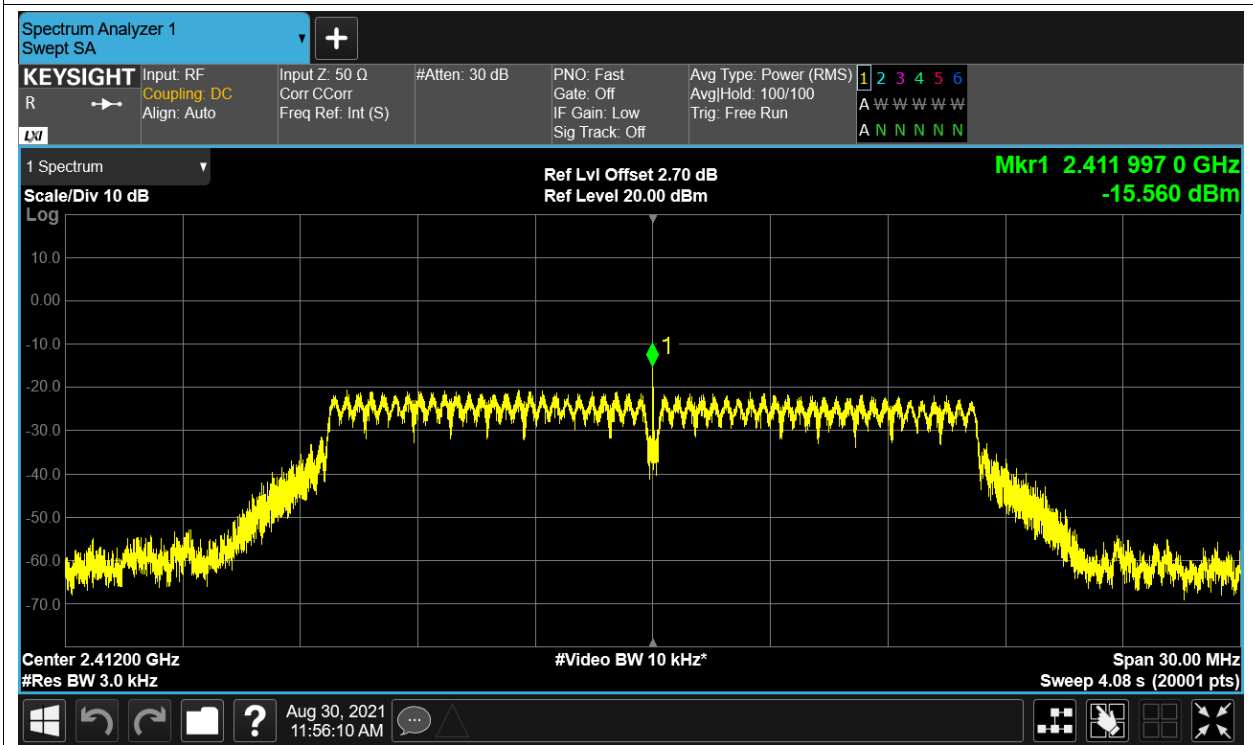 Spectrum Analyzer 1
Swept SA
KEYSIGHT
R
LXI
Input: RF
Coupling: DC
Align: Auto
Input Z: 50 Ω
Corr CCorr
Freq Ref: Int (S)
#Atten: 30 dB
PNO: Fast
Gate: Off
IF Gain: Low
Sig Track: Off
Avg Type: Power (RMS)
Avg|Hold: 100/100
Trig: Free Run
1 2 3 4 5 6
A W W W W W
A N N N N N
1 Spectrum
Scale/Div 10 dB
Log
Ref Lvl Offset 2.70 dB
Ref Level 20.00 dBm
Mkr1 2.411 997 0 GHz
-15.560 dBm
10.0
0.00
-10.0
-20.0
-30.0
-40.0
-50.0
-60.0
-70.0
1
Center 2.41200 GHz
#Res BW 3.0 kHz
#Video BW 10 kHz*
Span 30.00 MHz
Sweep 4.08 s (20001 pts)
?
Aug 30, 2021
11:56:10 AM